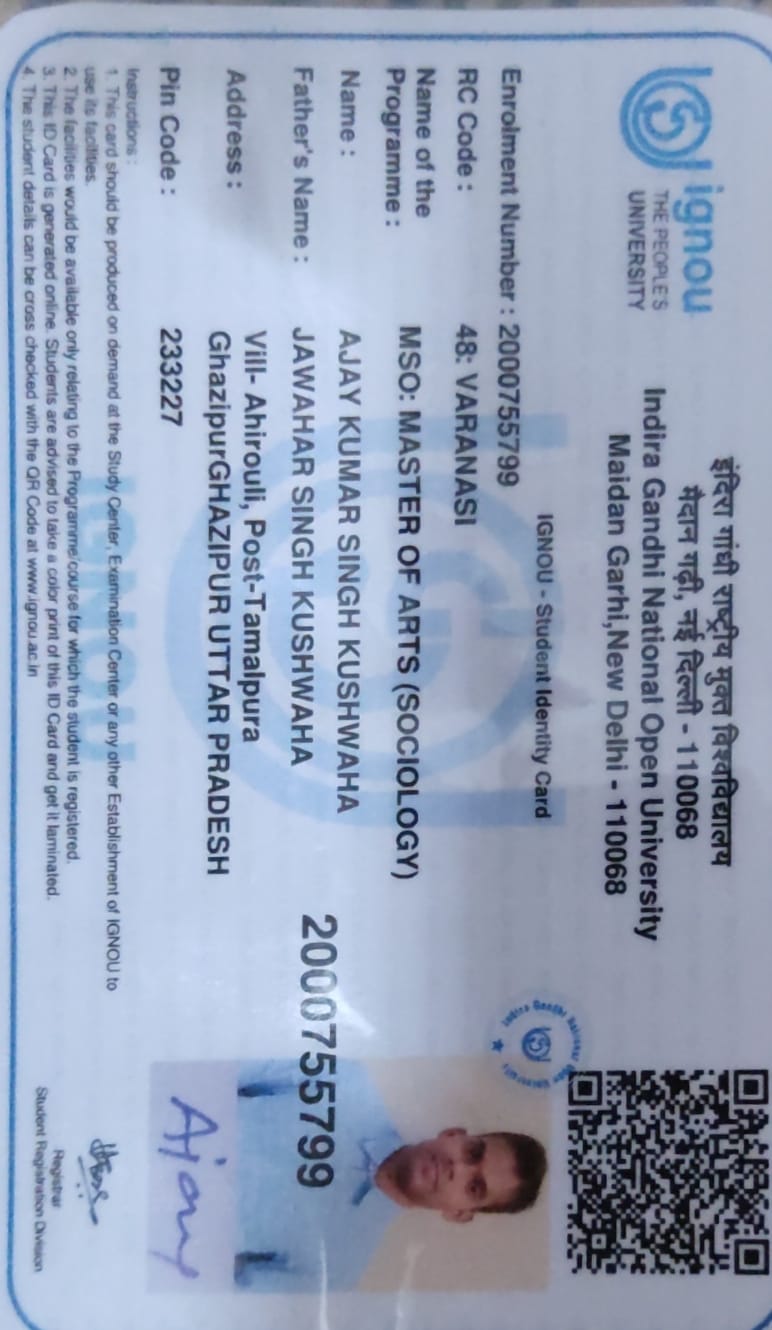 ignou
THE PEOPLE'S
UNIVERSITY
इंदिरा गांधी राष्ट्रीय मुक्त विश्वविद्यालय
मैदान गढ़ी, नई दिल्ली - 110068
Indira Gandhi National Open University
Maidan Garhi,New Delhi - 110068
IGNOU - Student Identity Card
Enrolment Number : 2000755799
RC Code : 48: VARANASI
Name of the
Programme : MSO: MASTER OF ARTS (SOCIOLOGY)
Name : AJAY KUMAR SINGH KUSHWAHA
Father's Name : JAWAHAR SINGH KUSHWAHA
Address : Vill- Ahirouli, Post-Tamalpura
GhazipurGHAZIPUR UTTAR PRADESH
Pin Code : 233227
2000755799
Ajay
Instructions :
1. This card should be produced on demand at the Study Center, Examination Center or any other Establishment of IGNOU to
use its facilities.
2. The facilities would be available only relating to the Programme/course for which the student is registered.
3. This ID Card is generated online. Students are advised to take a color print of this ID Card and get it laminated.
4. The student details can be cross checked with the QR Code at www.ignou.ac.in
Registrar
Student Registration Division
IGNOU